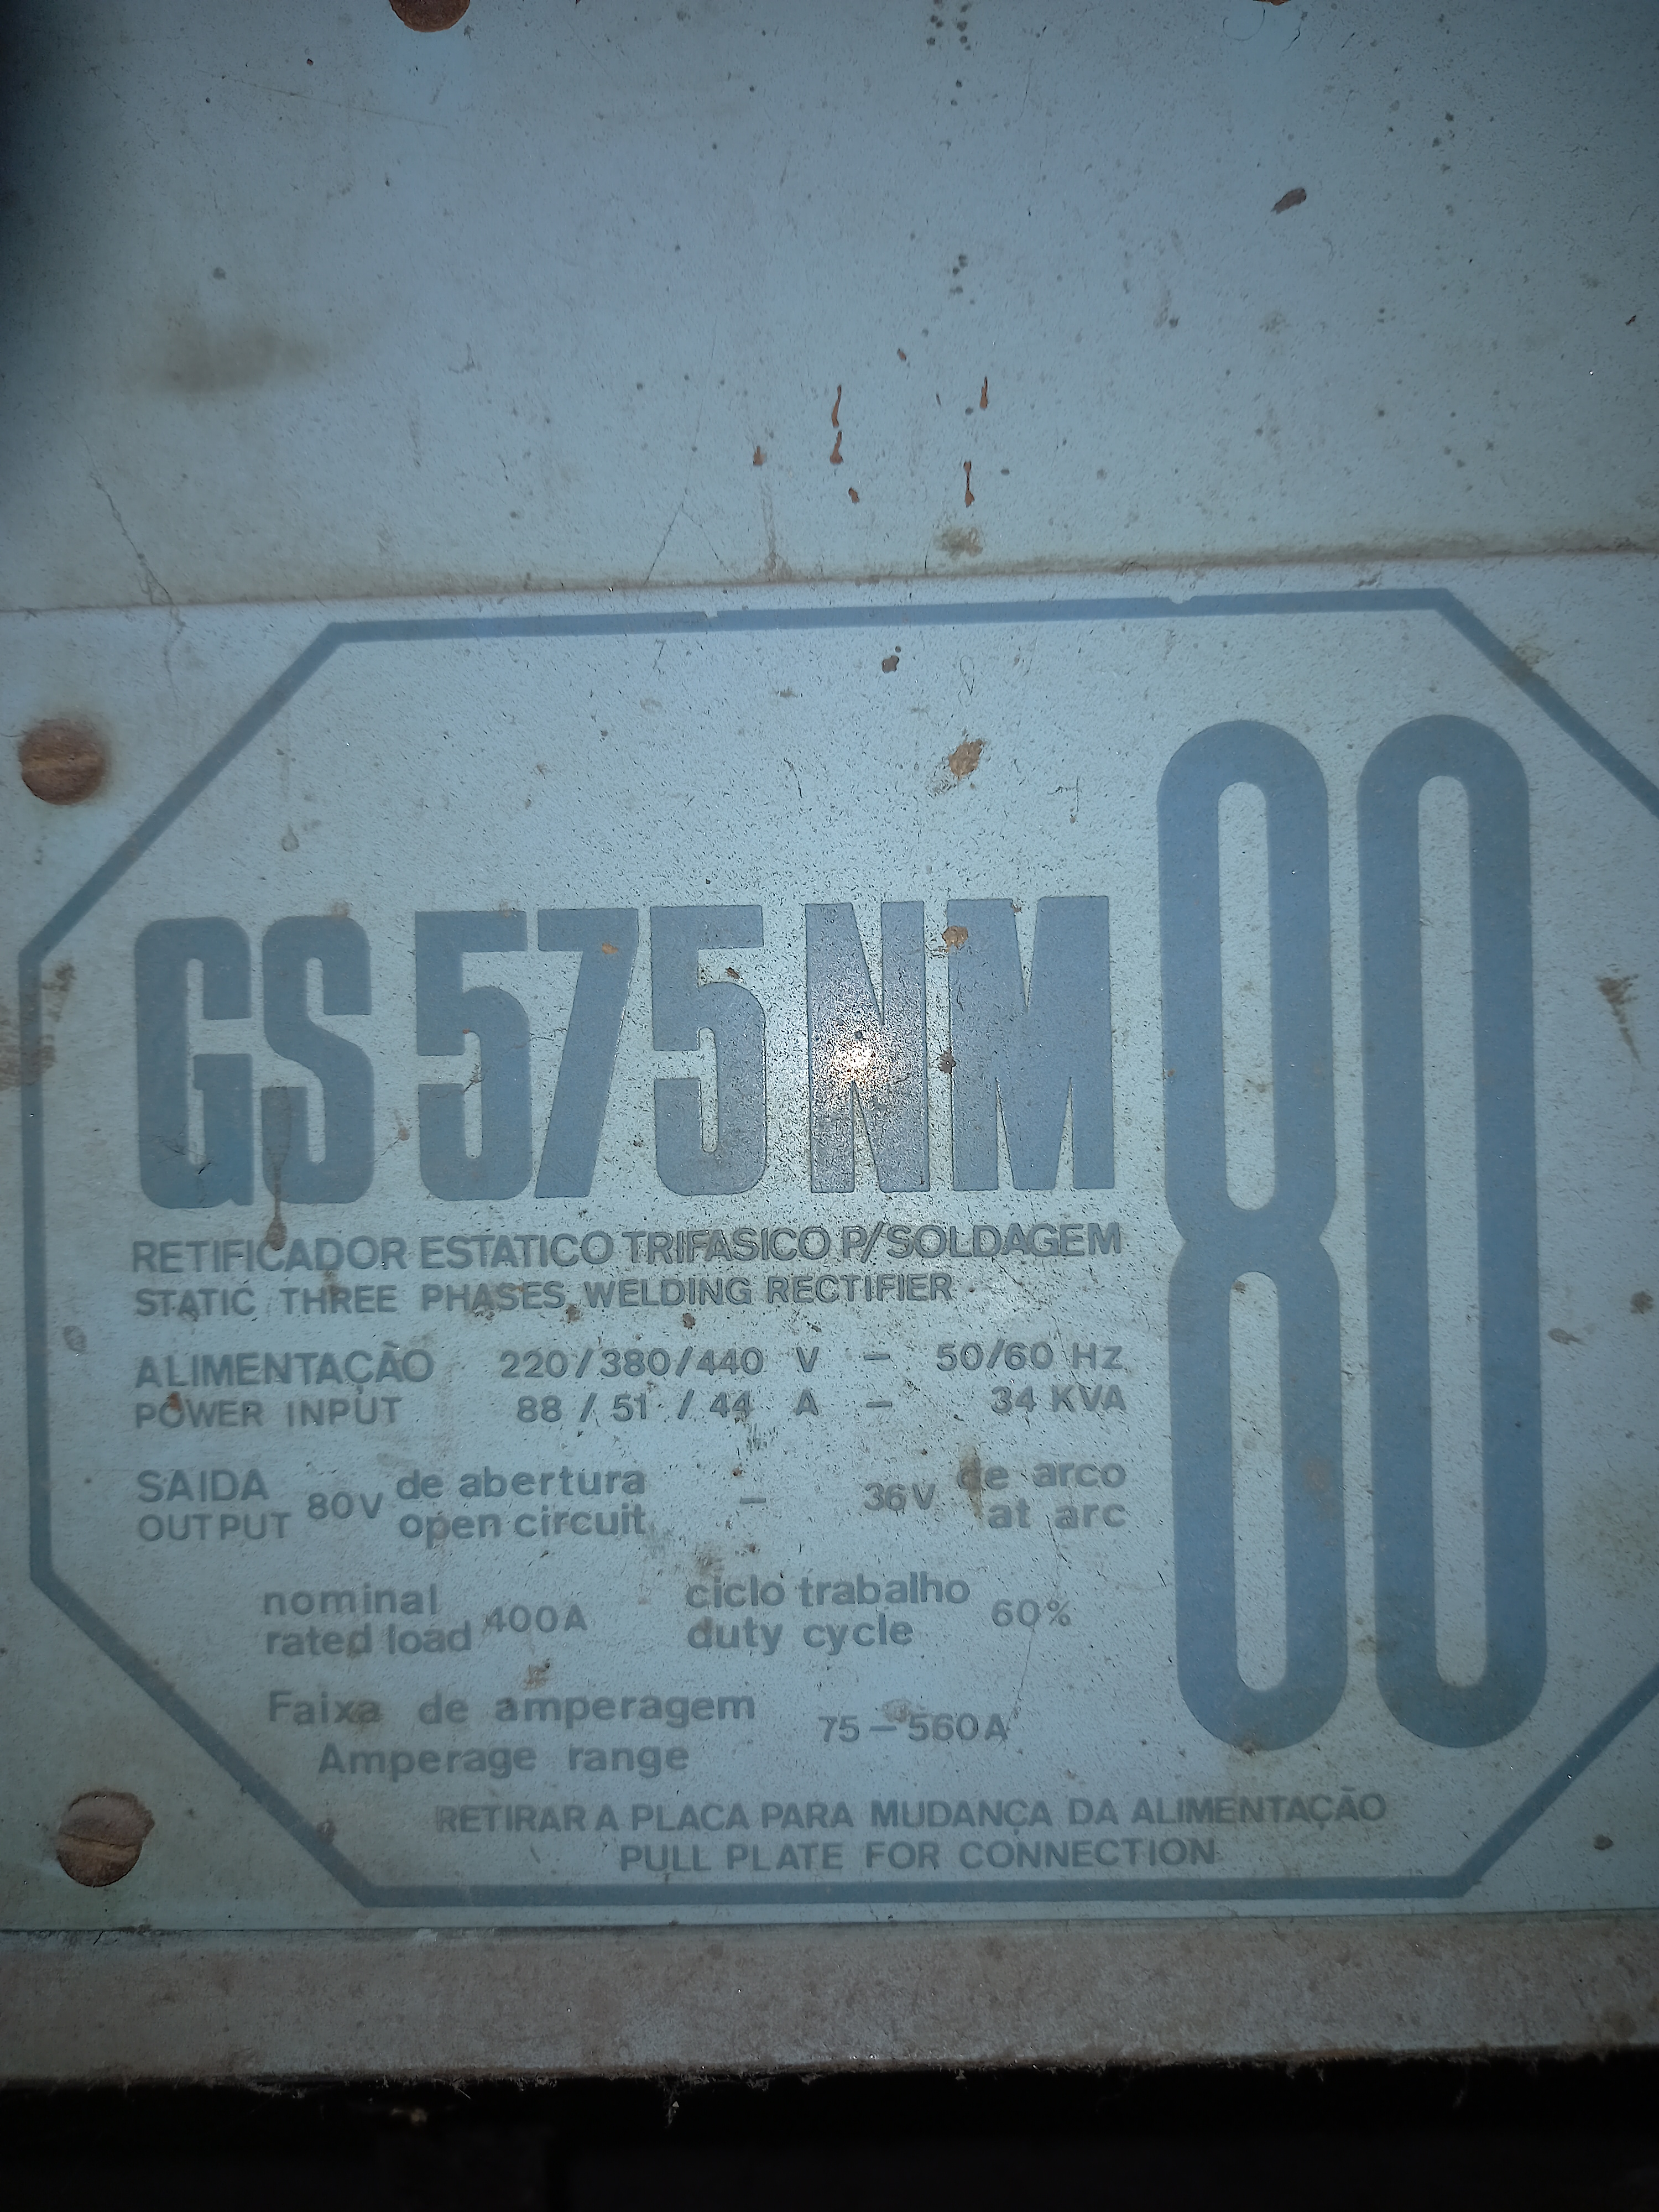 GS 575 NM 80
RETIFICADOR ESTATICO TRIFASICO P/SOLDAGEM
STATIC THREE PHASES WELDING RECTIFIER
ALIMENTAÇÃO 220/380/440 V - 50/60 Hz
POWER INPUT 88 / 51 / 44 A - 34 KVA
SAIDA de abertura de arco
80V - 36V
OUTPUT open circuit at arc
nominal ciclo trabalho
400A 60%
rated load duty cycle
Faixa de amperagem
75-560A
Amperage range
RETIRAR A PLACA PARA MUDANÇA DA ALIMENTAÇÃO
PULL PLATE FOR CONNECTION